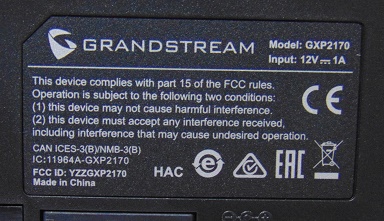 GRANDSTREAM
Model: GXP2170
Input: 12V⎓1A
This device complies with part 15 of the FCC rules.
Operation is subject to the following two conditions:
(1) this device may not cause harmful interference.
(2) this device must accept any interference received,
including interference that may cause undesired operation.
CE
CAN ICES-3(B)/NMB-3(B)
IC:11964A-GXP2170
FCC ID: YZZGXP2170
Made in China
HAC
EAC